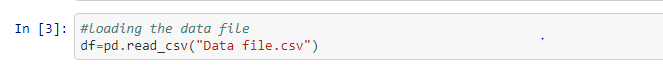 In [3]: #loading the data file
df=pd.read_csv("Data file.csv")